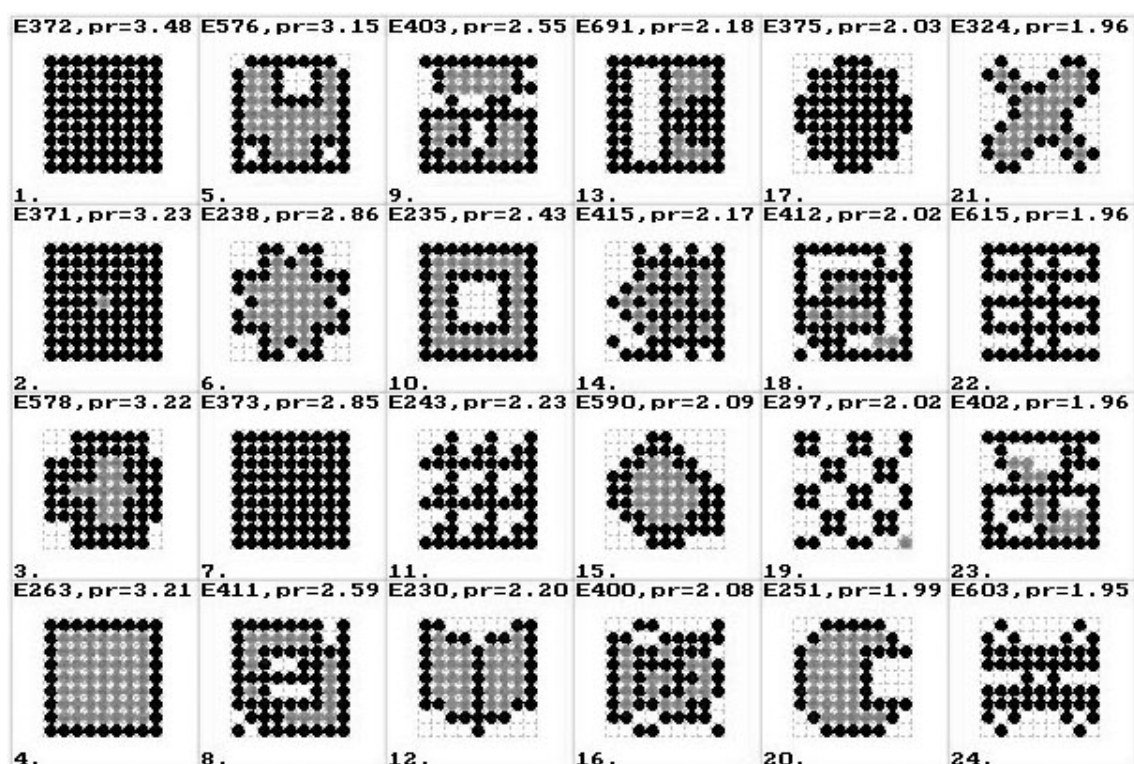 E372,pr=3.48 E576,pr=3.15 E403,pr=2.55 E691,pr=2.18 E375,pr=2.03 E324,pr=1.96
1. 5. 9. 13. 17. 21.
E371,pr=3.23 E238,pr=2.86 E235,pr=2.43 E415,pr=2.17 E412,pr=2.02 E615,pr=1.96
2. 6. 10. 14. 18. 22.
E578,pr=3.22 E373,pr=2.85 E243,pr=2.23 E590,pr=2.09 E297,pr=2.02 E402,pr=1.96
3. 7. 11. 15. 19. 23.
E263,pr=3.21 E411,pr=2.59 E230,pr=2.20 E400,pr=2.08 E251,pr=1.99 E603,pr=1.95
4. 8. 12. 16. 20. 24.